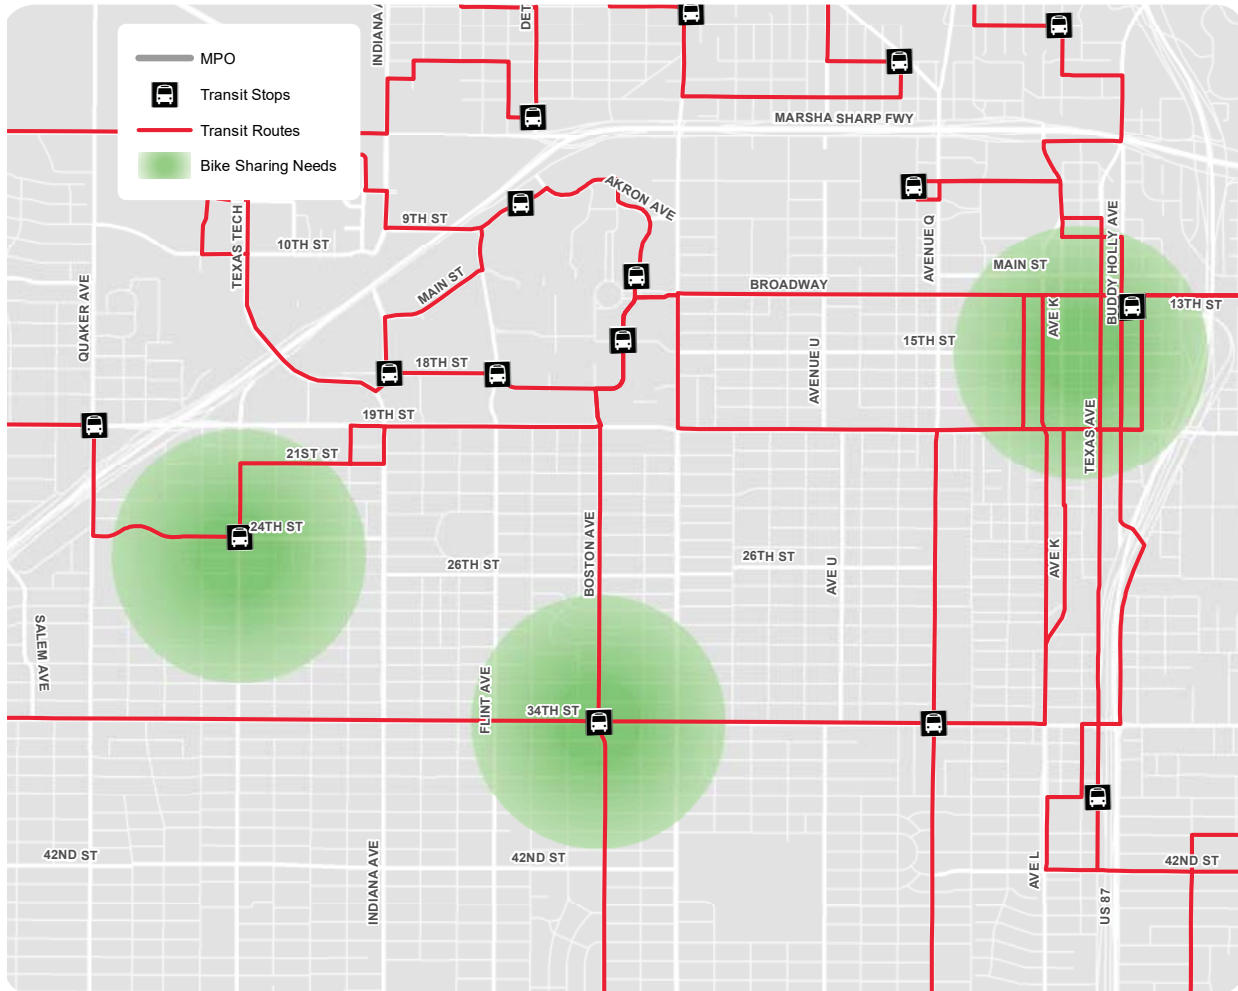 INDIANA A
DET
MPO
Transit Stops
Transit Routes
Bike Sharing Needs
MARSHA SHARP FWY
AKRON AVE
9TH ST
10TH ST
TEXAS TECH
MAIN ST
QUAKER AVE
AVENUE Q
MAIN ST
BUDDY HOLLY AVE
BROADWAY
13TH ST
AVE K
15TH ST
AVENUE U
18TH ST
19TH ST
21ST ST
TEXAS AVE
24TH ST
BOSTON AVE
26TH ST
26TH ST
AVE U
AVE K
SALEM AVE
FLINT AVE
34TH ST
42ND ST
INDIANA AVE
42ND ST
AVE L
42ND ST
US 87